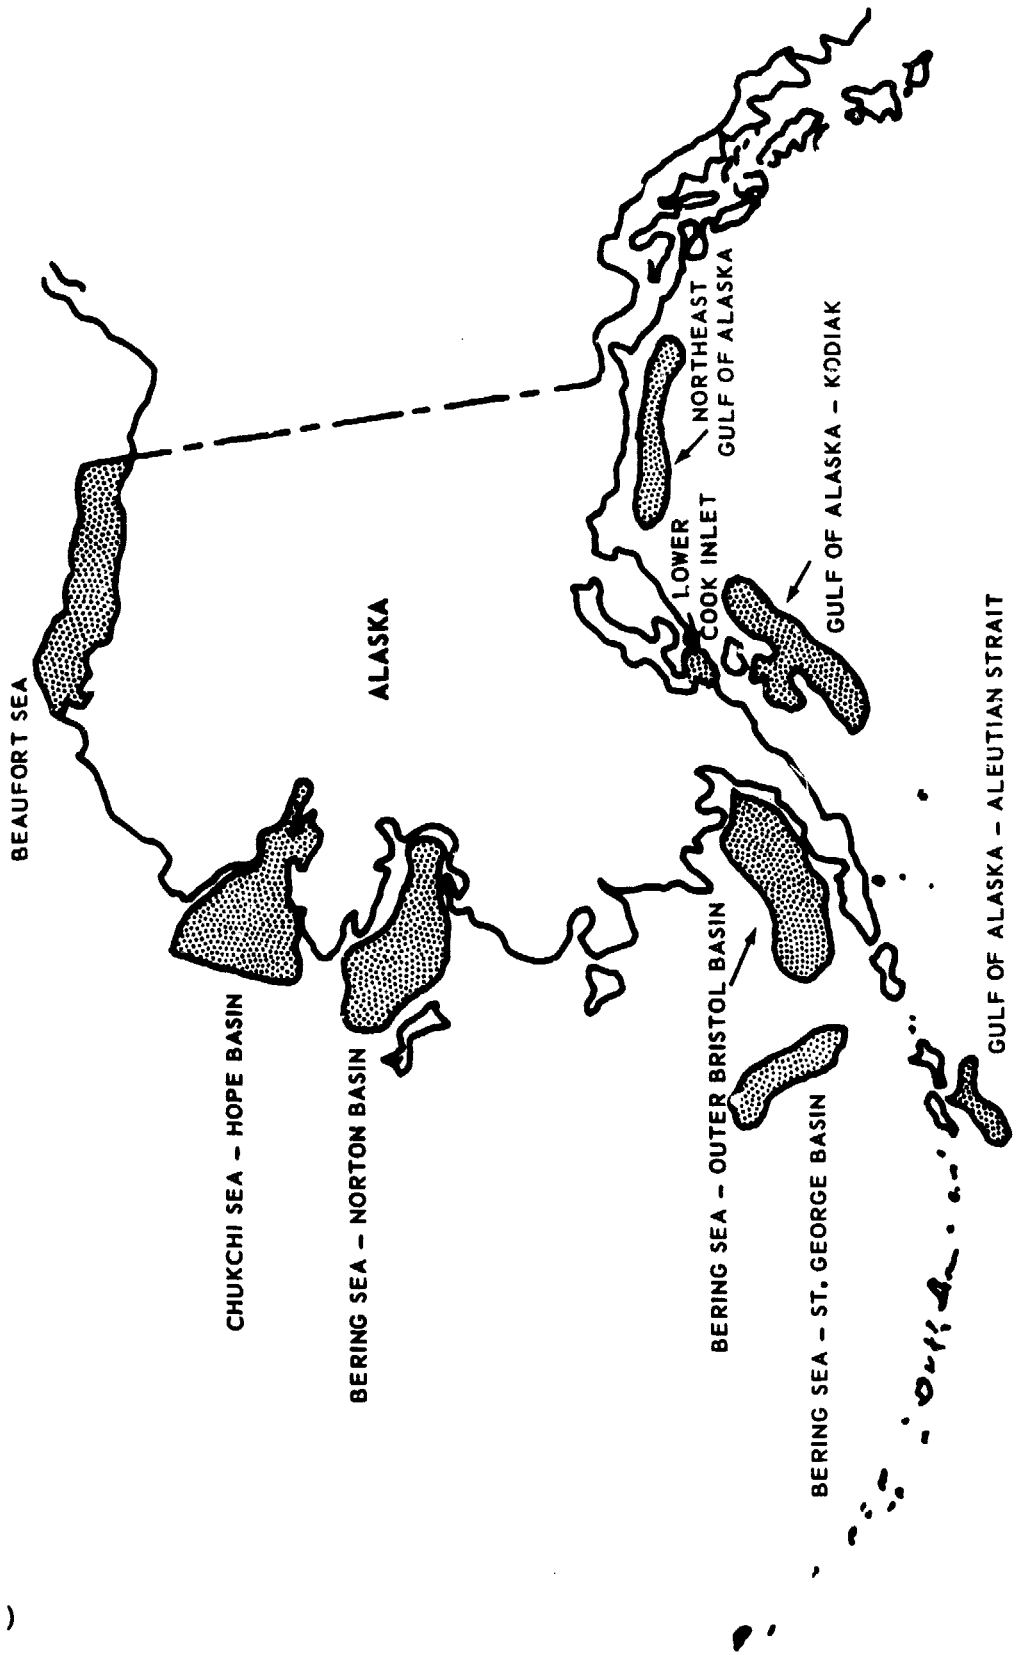 BEAUFORT SEA
CHUKCHI SEA – HOPE BASIN
BERING SEA – NORTON BASIN
ALASKA
BERING SEA – OUTER BRISTOL BASIN
BERING SEA – ST. GEORGE BASIN
LOWER
COOK INLET
NORTHEAST
GULF OF ALASKA
GULF OF ALASKA – KODIAK
GULF OF ALASKA – ALEUTIAN STRAIT
)